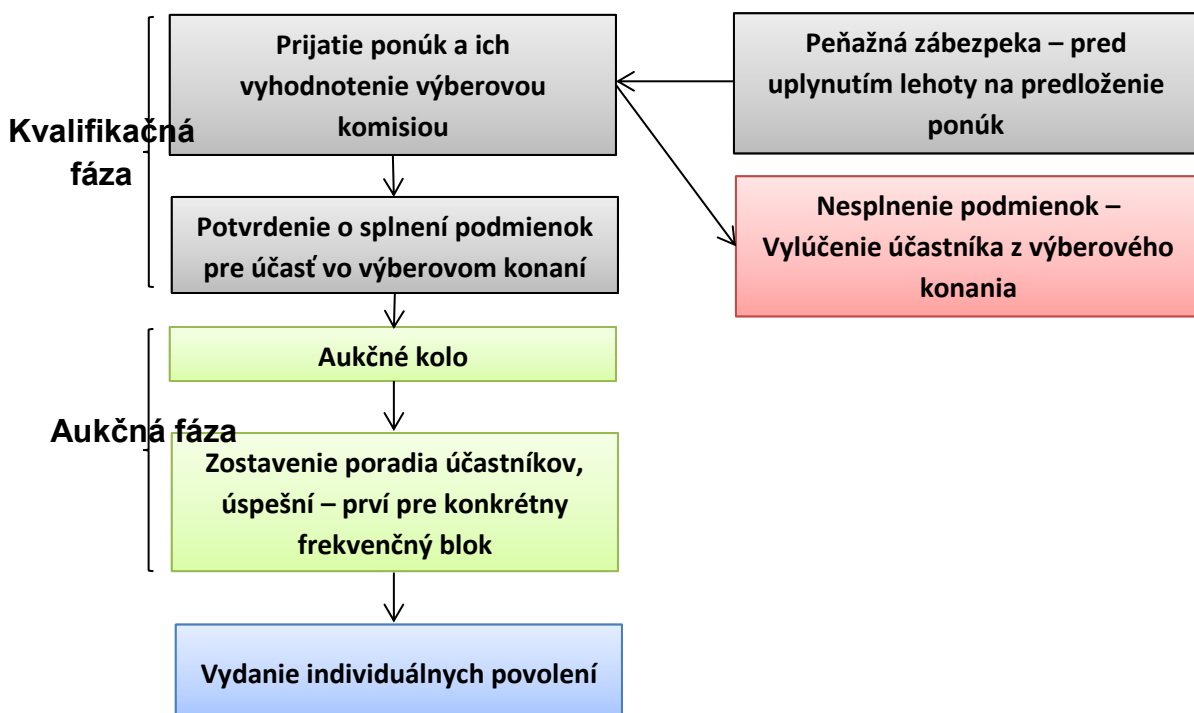 Kvalifikačná
fáza
Prijatie ponúk a ich
vyhodnotenie výberovou
komisiou
Peňažná zábezpeka – pred
uplynutím lehoty na predloženie
ponúk
Potvrdenie o splnení podmienok
pre účasť vo výberovom konaní
Nesplnenie podmienok –
Vylúčenie účastníka z výberového
konania
Aukčná fáza
Aukčné kolo
Zostavenie poradia účastníkov,
úspešní – prví pre konkrétny
frekvenčný blok
Vydanie individuálnych povolení